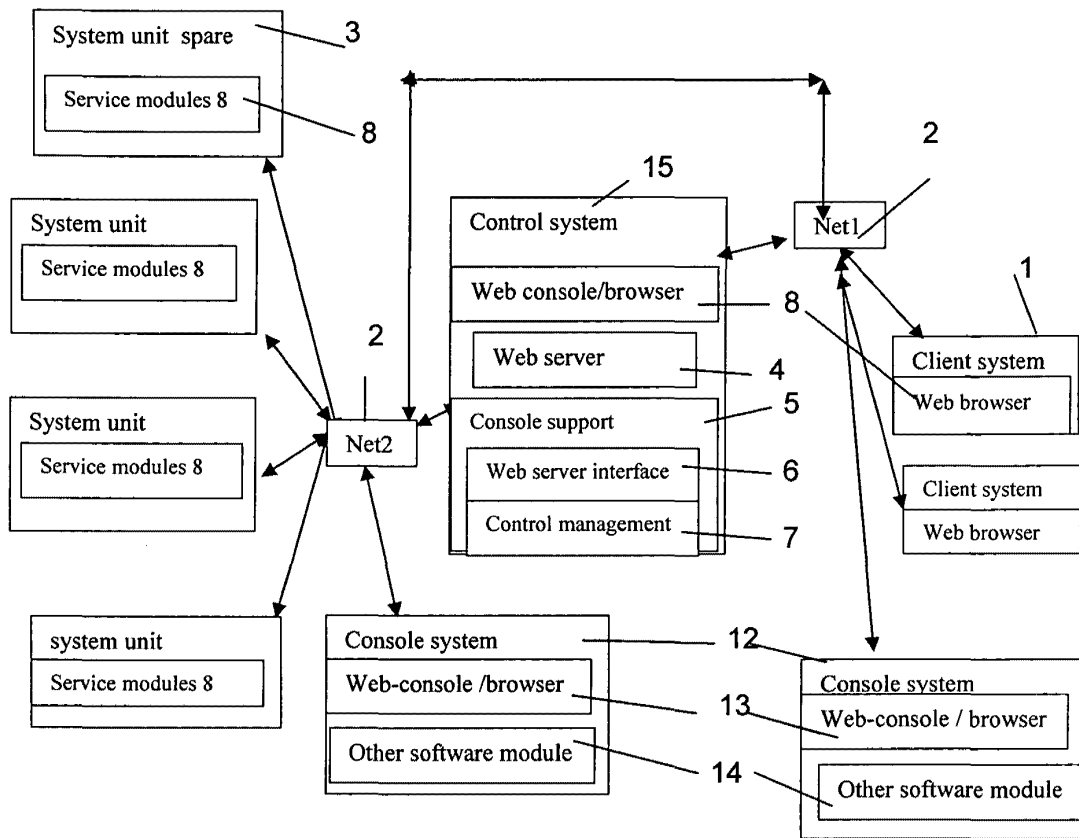 System unit spare
3
Service modules 8
8
System unit
Service modules 8
System unit
Service modules 8
system unit
Service modules 8
2
Net2
15
Control system
Web console/browser
8
Web server
4
Console support
5
Web server interface
6
Control management
7
2
Net1
1
Client system
Web browser
Client system
Web browser
Console system
12
Web-console /browser
13
Other software module
14
Console system
Web-console / browser
Other software module